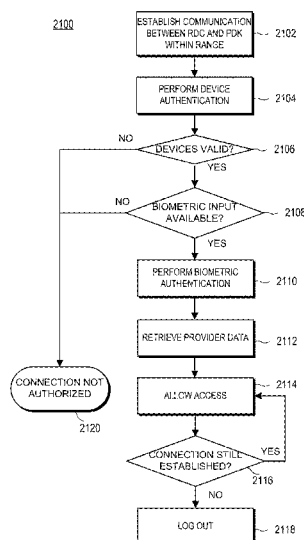 2100
ESTABLISH COMMUNICATION
BETWEEN RDC AND PDK
WITHIN RANGE
2102
PERFORM DEVICE
AUTHENTICATION
2104
NO
DEVICES VALID?
2106
YES
NO
BIOMETRIC INPUT
AVAILABLE?
2108
YES
PERFORM BIOMETRIC
AUTHENTICATION
2110
RETRIEVE PROVIDER DATA
2112
2114
CONNECTION NOT
AUTHORIZED
ALLOW ACCESS
2120
CONNECTION STILL
ESTABLISHED?
YES
2116
NO
LOG OUT
2118